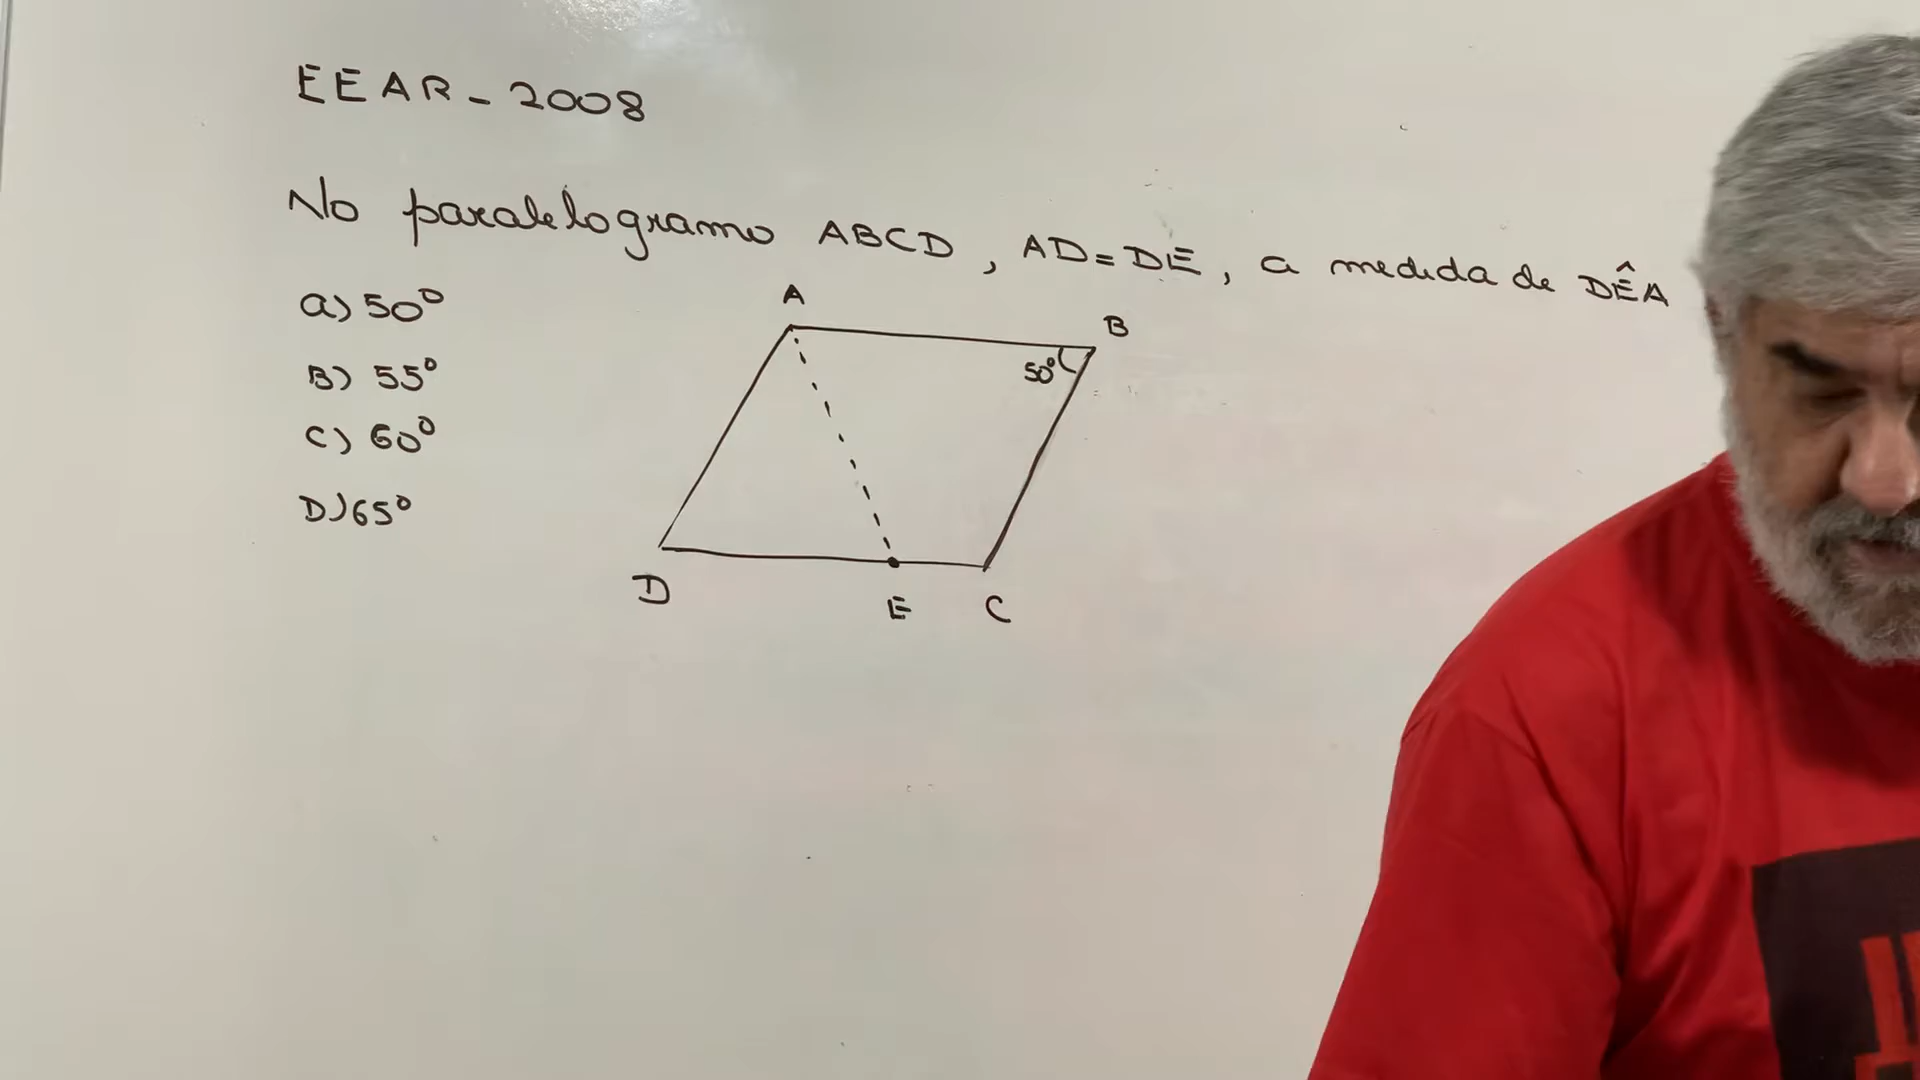 EEAR - 2008
No paralelogramo ABCD, AD = DE, a medida de DÊA
a) 50°
B) 55°
C) 60°
D) 65°
A
B
50°
D
E
C